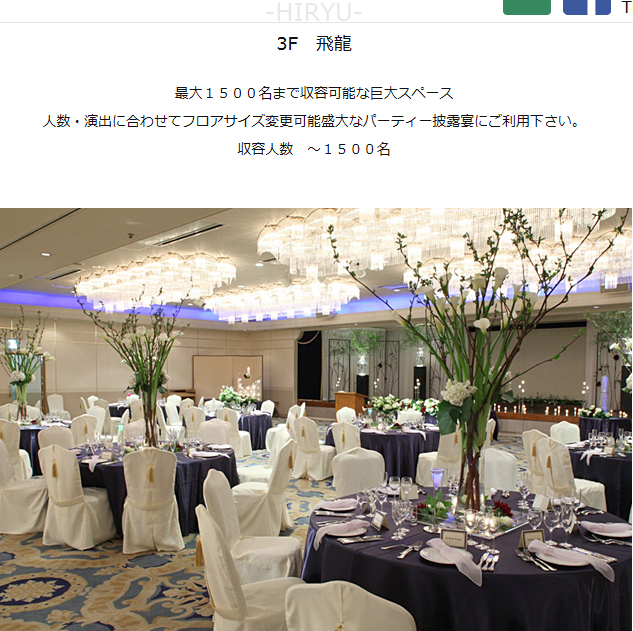 -HIRYU-
3F　飛龍
最大１５００名まで収容可能な巨大スペース
人数・演出に合わせてフロアサイズ変更可能盛大なパーティー披露宴にご利用下さい。
収容人数　～１５００名